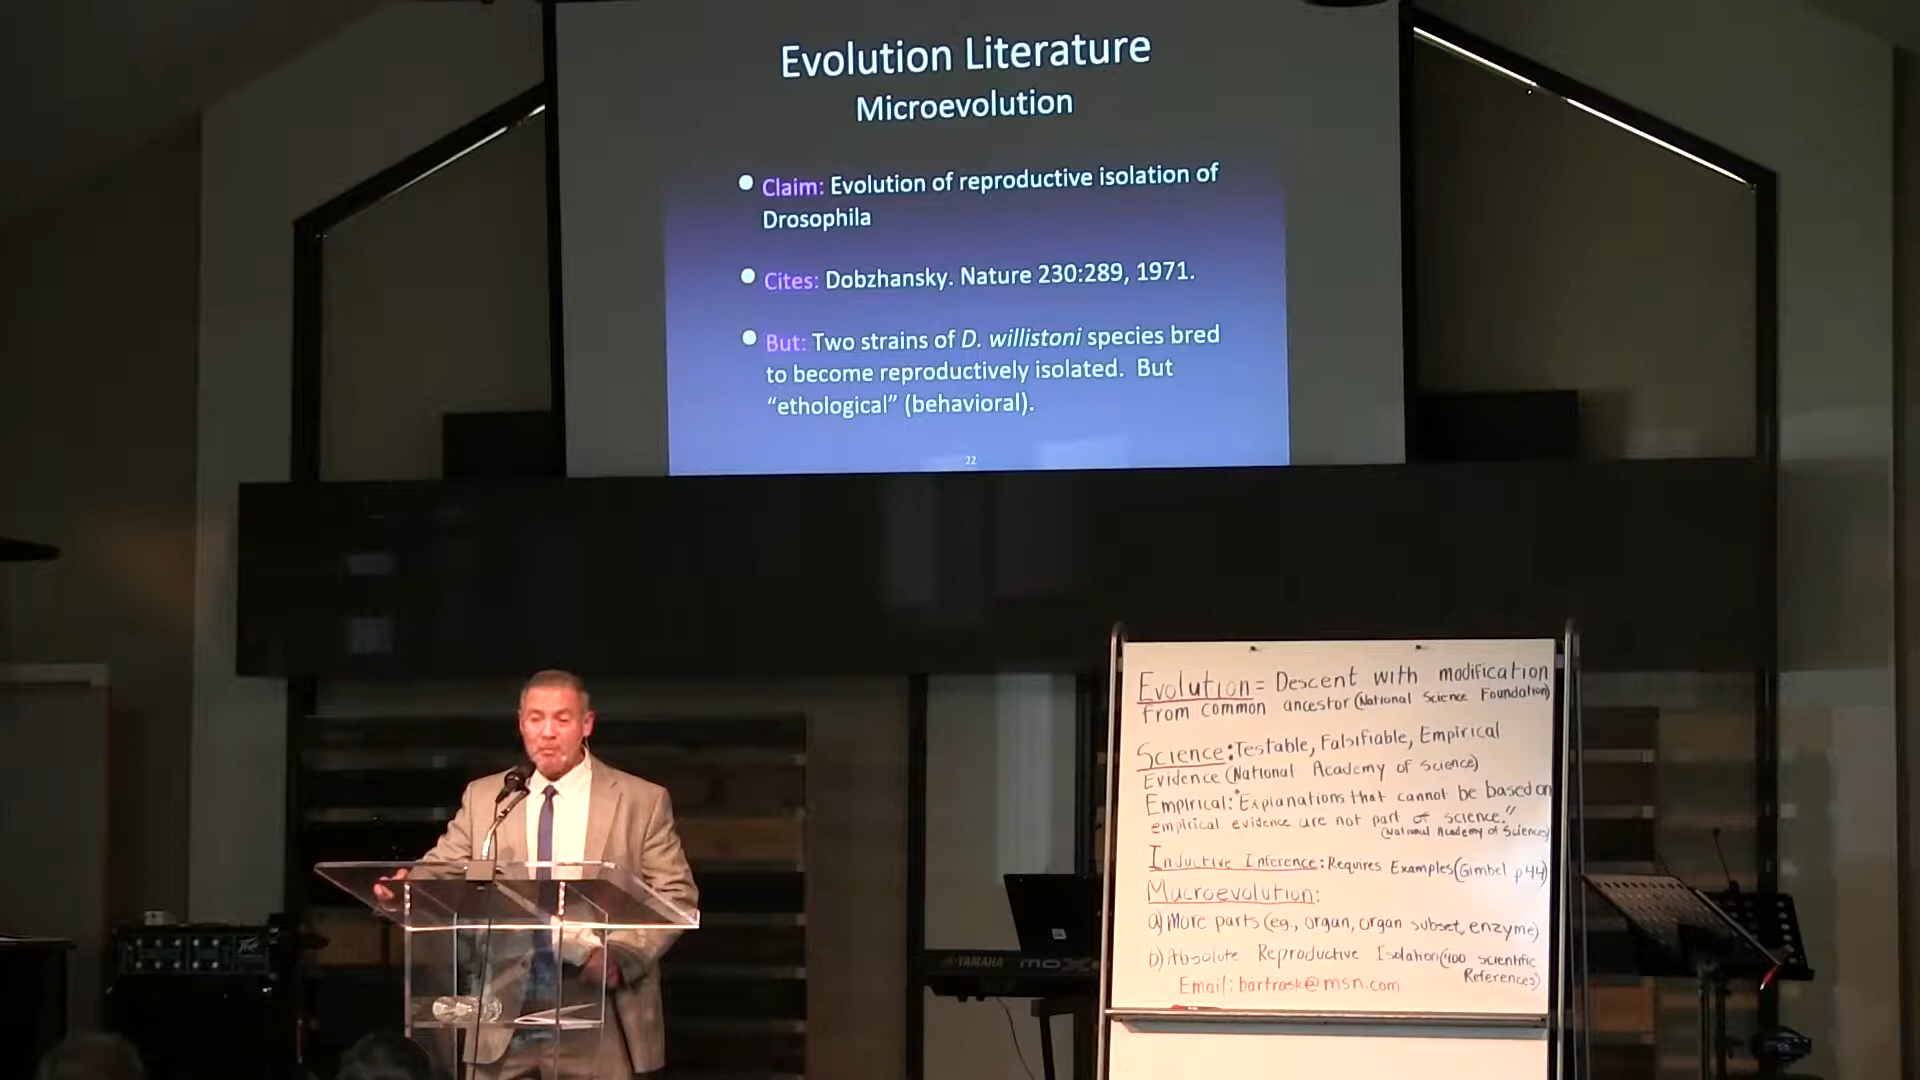 Evolution Literature
Microevolution
Claim: Evolution of reproductive isolation of
Drosophila
Cites: Dobzhansky. Nature 230:289, 1971.
But: Two strains of D. willistoni species bred
to become reproductively isolated. But
“ethological” (behavioral).
22
Evolution = Descent with modification
from common ancestor (National Science Foundation)
Science: Testable, Falsifiable, Empirical
Evidence (National Academy of Science)
Empirical: "Explanations that cannot be based on
empirical evidence are not part of science."
(National Academy of Sciences)
Inductive Inference: Requires Examples (Gimbel p 44)
Macroevolution:
a) More parts (eg., organ, organ subset, enzyme)
b) Absolute Reproductive Isolation (400 scientific
References)
Email: bartrask@msn.com
YAMAHA MOX
PEAVEY